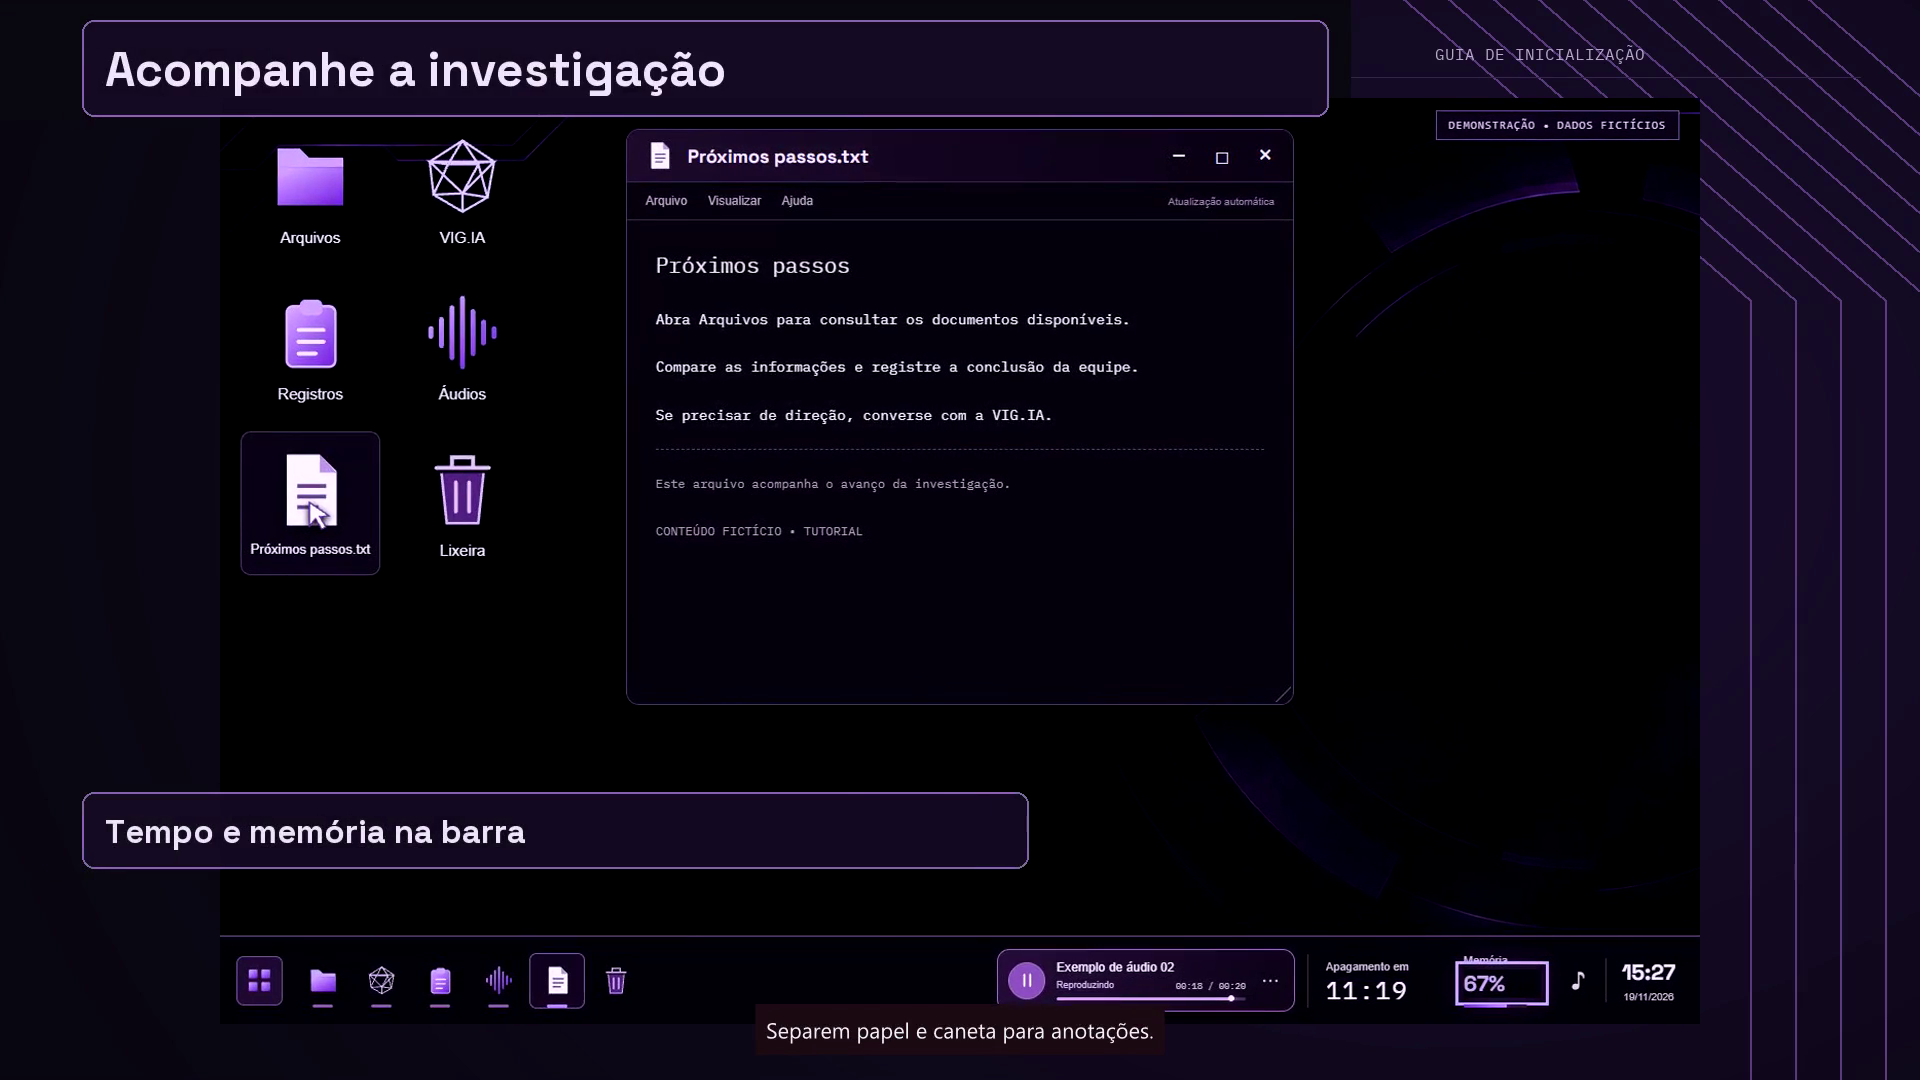 Acompanhe a investigação
GUIA DE INICIALIZAÇÃO
DEMONSTRAÇÃO • DADOS FICTÍCIOS
Arquivos
VIG.IA
Registros
Áudios
Próximos passos.txt
Lixeira
Próximos passos.txt
Arquivo Visualizar Ajuda
Atualização automática
Próximos passos
Abra Arquivos para consultar os documentos disponíveis.
Compare as informações e registre a conclusão da equipe.
Se precisar de direção, converse com a VIG.IA.
Este arquivo acompanha o avanço da investigação.
CONTEÚDO FICTÍCIO • TUTORIAL
Tempo e memória na barra
Exemplo de áudio 02
Reproduzindo 00:18 / 00:20
Apagamento em
11:19
Memória
67%
15:27
19/11/2026
Separem papel e caneta para anotações.